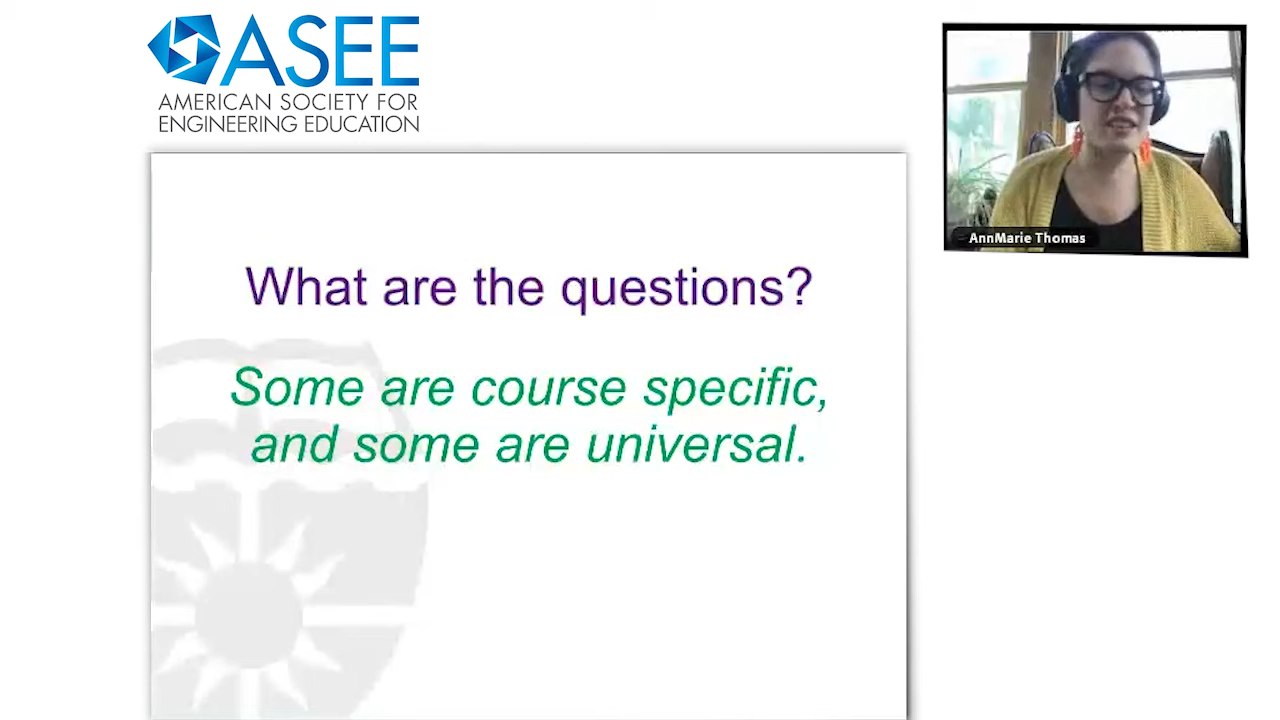 ASEE
AMERICAN SOCIETY FOR
ENGINEERING EDUCATION
AnnMarie Thomas
What are the questions?
Some are course specific,
and some are universal.